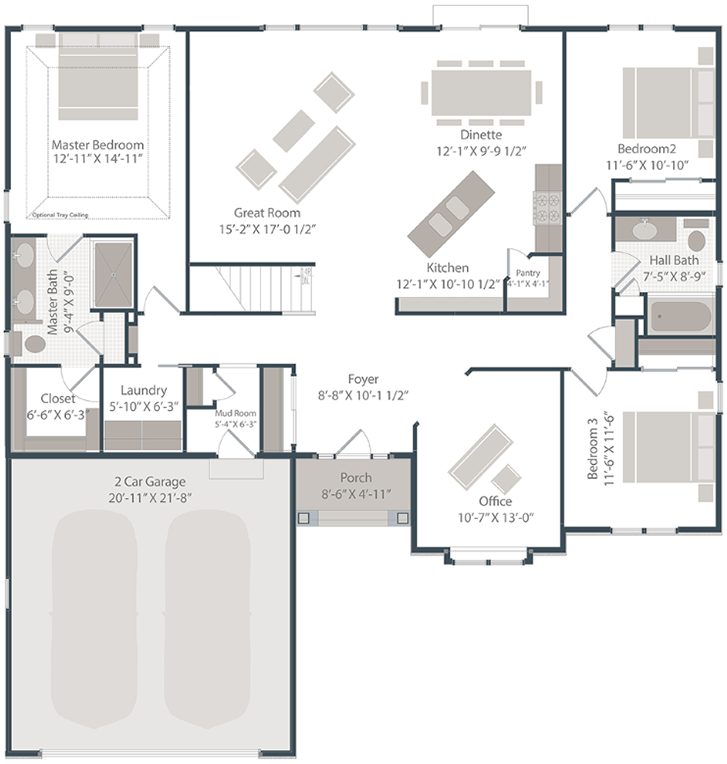 Master Bedroom
12'-11" X 14'-11"
Optional Tray Ceiling
Dinette
12'-1" X 9'-9 1/2"
Bedroom2
11'-6" X 10'-10"
Great Room
15'-2" X 17'-0 1/2"
Kitchen
12'-1" X 10'-10 1/2"
Pantry
4'-1" X 4'-1"
Hall Bath
7'-5" X 8'-9"
Master Bath
9'-4" X 9'-0"
Closet
6'-6" X 6'-3"
Laundry
5'-10" X 6'-3"
Mud Room
5'-4" X 6'-3"
Foyer
8'-8" X 10'-1 1/2"
Bedroom 3
11'-6" X 11'-6"
2 Car Garage
20'-11" X 21'-8"
Porch
8'-6" X 4'-11"
Office
10'-7" X 13'-0"